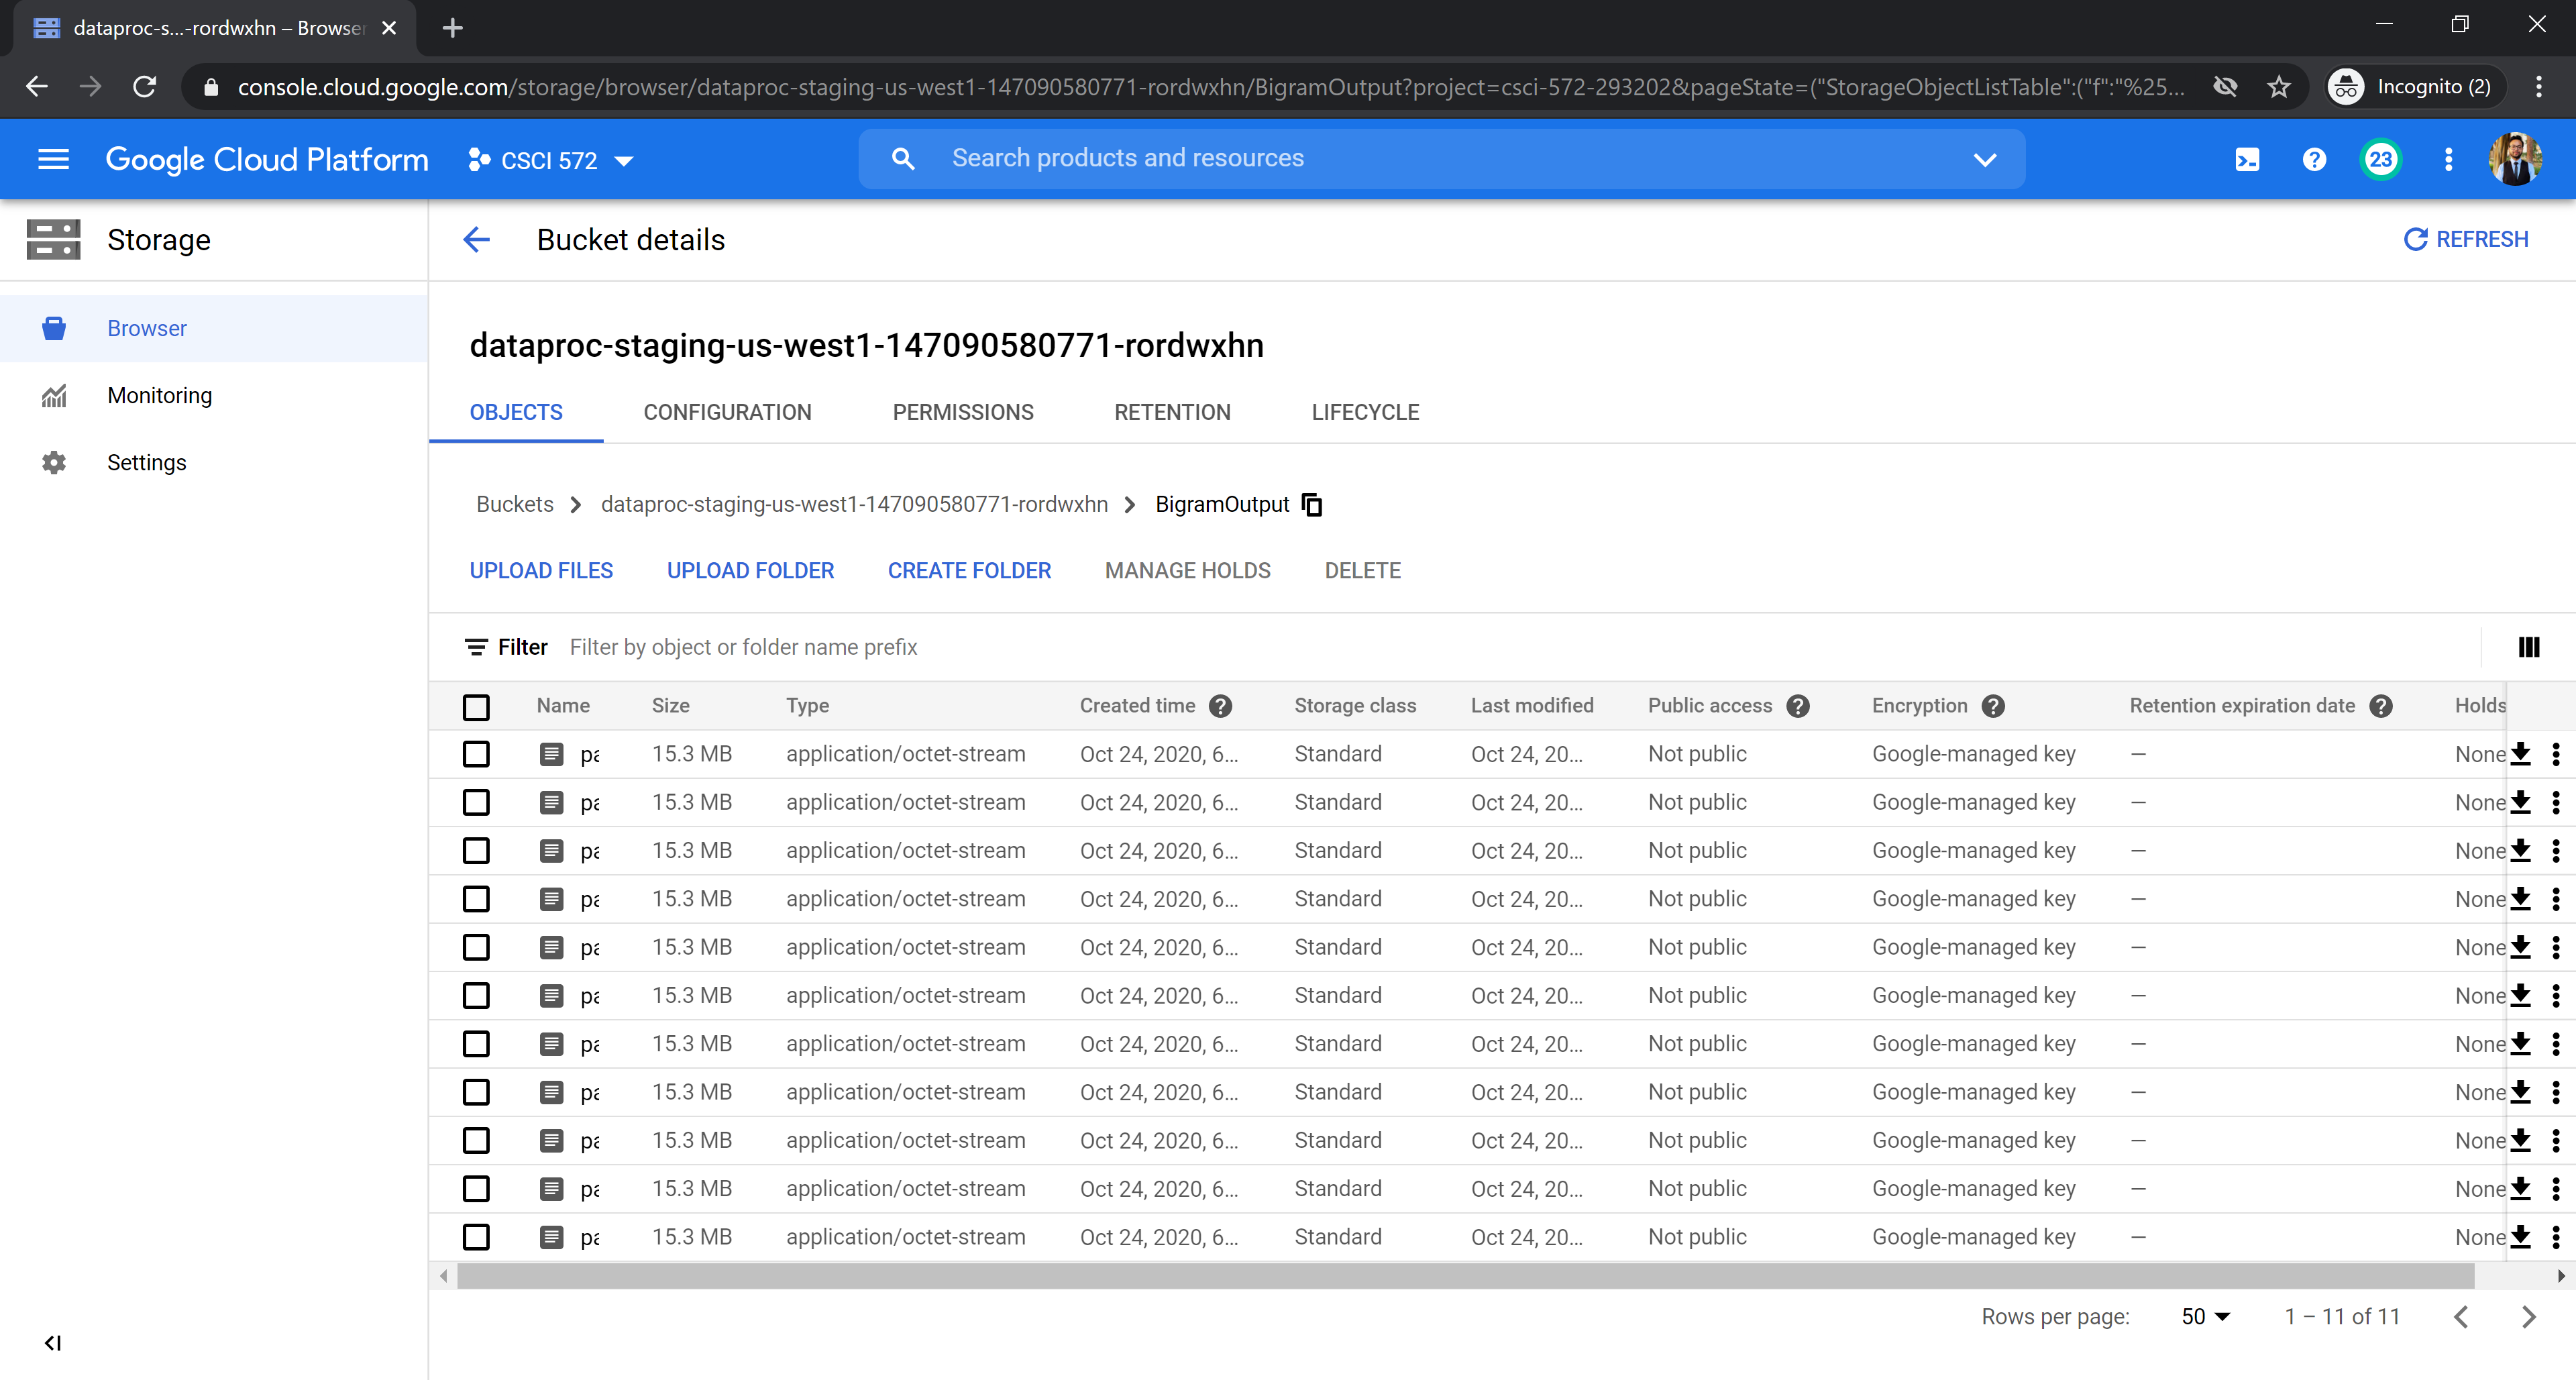 dataproc-s...-rordwxhn – Browser
console.cloud.google.com/storage/browser/dataproc-staging-us-west1-147090580771-rordwxhn/BigramOutput?project=csci-572-293202&pageState=("StorageObjectListTable":("f":"%25... Incognito (2)
Google Cloud Platform CSCI 572 Search products and resources 23
Storage
Bucket details REFRESH
Browser
Monitoring
Settings
dataproc-staging-us-west1-147090580771-rordwxhn
OBJECTS CONFIGURATION PERMISSIONS RETENTION LIFECYCLE
Buckets dataproc-staging-us-west1-147090580771-rordwxhn BigramOutput
UPLOAD FILES UPLOAD FOLDER CREATE FOLDER MANAGE HOLDS DELETE
Filter Filter by object or folder name prefix
Name Size Type Created time Storage class Last modified Public access Encryption Retention expiration date Holds
pa 15.3 MB application/octet-stream Oct 24, 2020, 6... Standard Oct 24, 20... Not public Google-managed key — None
pa 15.3 MB application/octet-stream Oct 24, 2020, 6... Standard Oct 24, 20... Not public Google-managed key — None
pa 15.3 MB application/octet-stream Oct 24, 2020, 6... Standard Oct 24, 20... Not public Google-managed key — None
pa 15.3 MB application/octet-stream Oct 24, 2020, 6... Standard Oct 24, 20... Not public Google-managed key — None
pa 15.3 MB application/octet-stream Oct 24, 2020, 6... Standard Oct 24, 20... Not public Google-managed key — None
pa 15.3 MB application/octet-stream Oct 24, 2020, 6... Standard Oct 24, 20... Not public Google-managed key — None
pa 15.3 MB application/octet-stream Oct 24, 2020, 6... Standard Oct 24, 20... Not public Google-managed key — None
pa 15.3 MB application/octet-stream Oct 24, 2020, 6... Standard Oct 24, 20... Not public Google-managed key — None
pa 15.3 MB application/octet-stream Oct 24, 2020, 6... Standard Oct 24, 20... Not public Google-managed key — None
pa 15.3 MB application/octet-stream Oct 24, 2020, 6... Standard Oct 24, 20... Not public Google-managed key — None
pa 15.3 MB application/octet-stream Oct 24, 2020, 6... Standard Oct 24, 20... Not public Google-managed key — None
Rows per page: 50 1 – 11 of 11